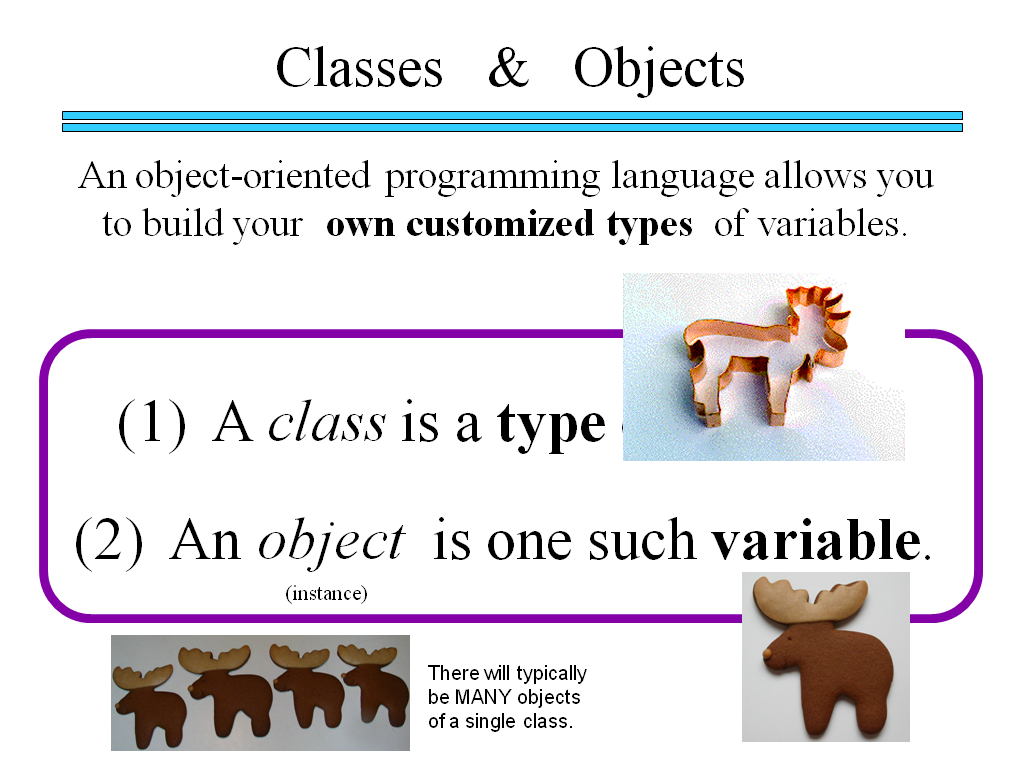 Classes & Objects
An object-oriented programming language allows you
to build your own customized types of variables.
(1) A class is a type
(2) An object is one such variable.
(instance)
There will typically
be MANY objects
of a single class.